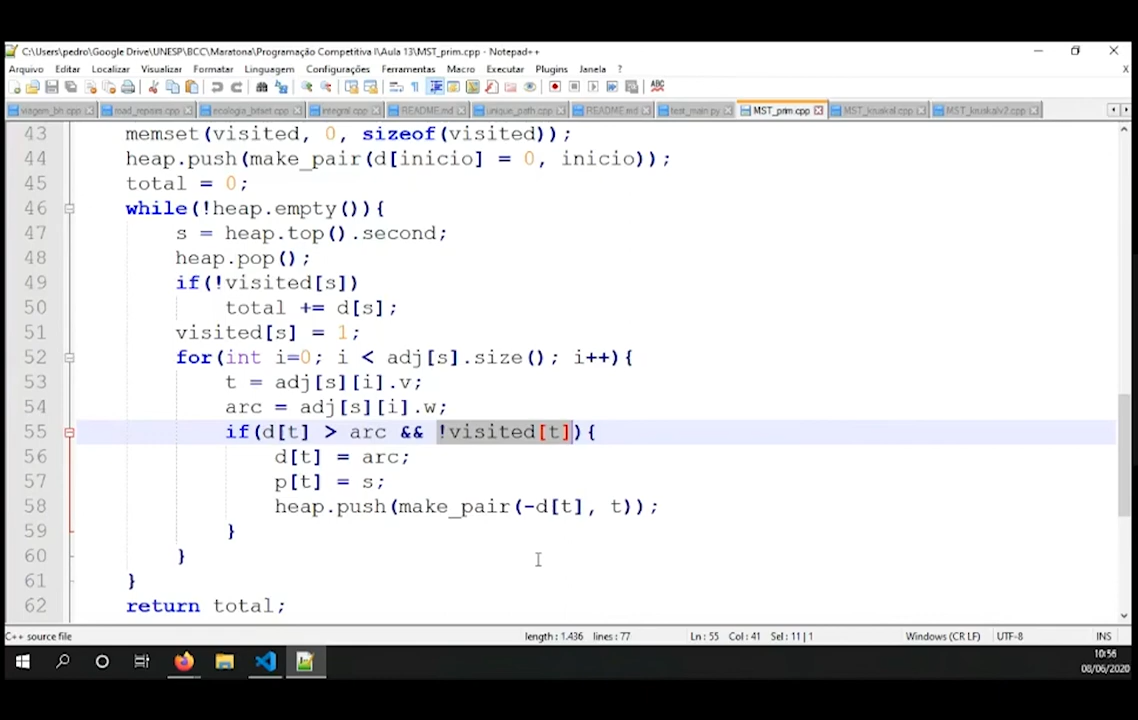 C:\Users\pedro\Google Drive\UNESP\BCC\Maratona\Programação Competitiva I\Aula 13\MST_prim.cpp - Notepad++
Arquivo Editar Localizar Visualizar Formatar Linguagem Configurações Ferramentas Macro Executar Plugins Janela ? X
viagem_bh.cpp mad_repasm.cpp ecologia_bitset.cpp integral.cpp README.md unique_path.cpp README.md test_main.py MST_prim.cpp MST_kruskal.cpp MST_kruskalv2.cpp
43 memset(visited, 0, sizeof(visited));
44 heap.push(make_pair(d[inicio] = 0, inicio));
45 total = 0;
46 while(!heap.empty()){
47 s = heap.top().second;
48 heap.pop();
49 if(!visited[s])
50 total += d[s];
51 visited[s] = 1;
52 for(int i=0; i < adj[s].size(); i++){
53 t = adj[s][i].v;
54 arc = adj[s][i].w;
55 if(d[t] > arc && !visited[t]){
56 d[t] = arc;
57 p[t] = s;
58 heap.push(make_pair(-d[t], t));
59 }
60 }
61 }
62 return total;
C++ source file length : 1.436 lines : 77 Ln : 55 Col : 41 Sel : 11 | 1 Windows (CR LF) UTF-8 INS
10:56
08/06/2020